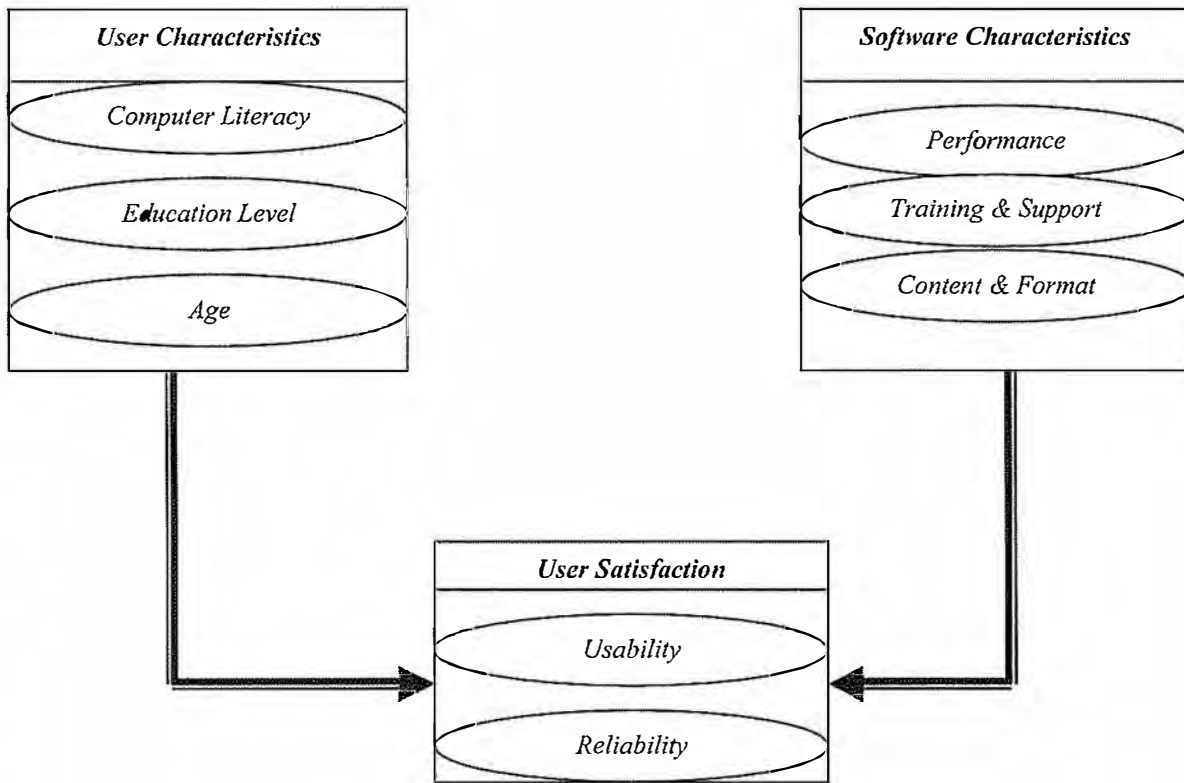 User Characteristics
Computer Literacy
Education Level
Age
Software Characteristics
Performance
Training & Support
Content & Format
User Satisfaction
Usability
Reliability